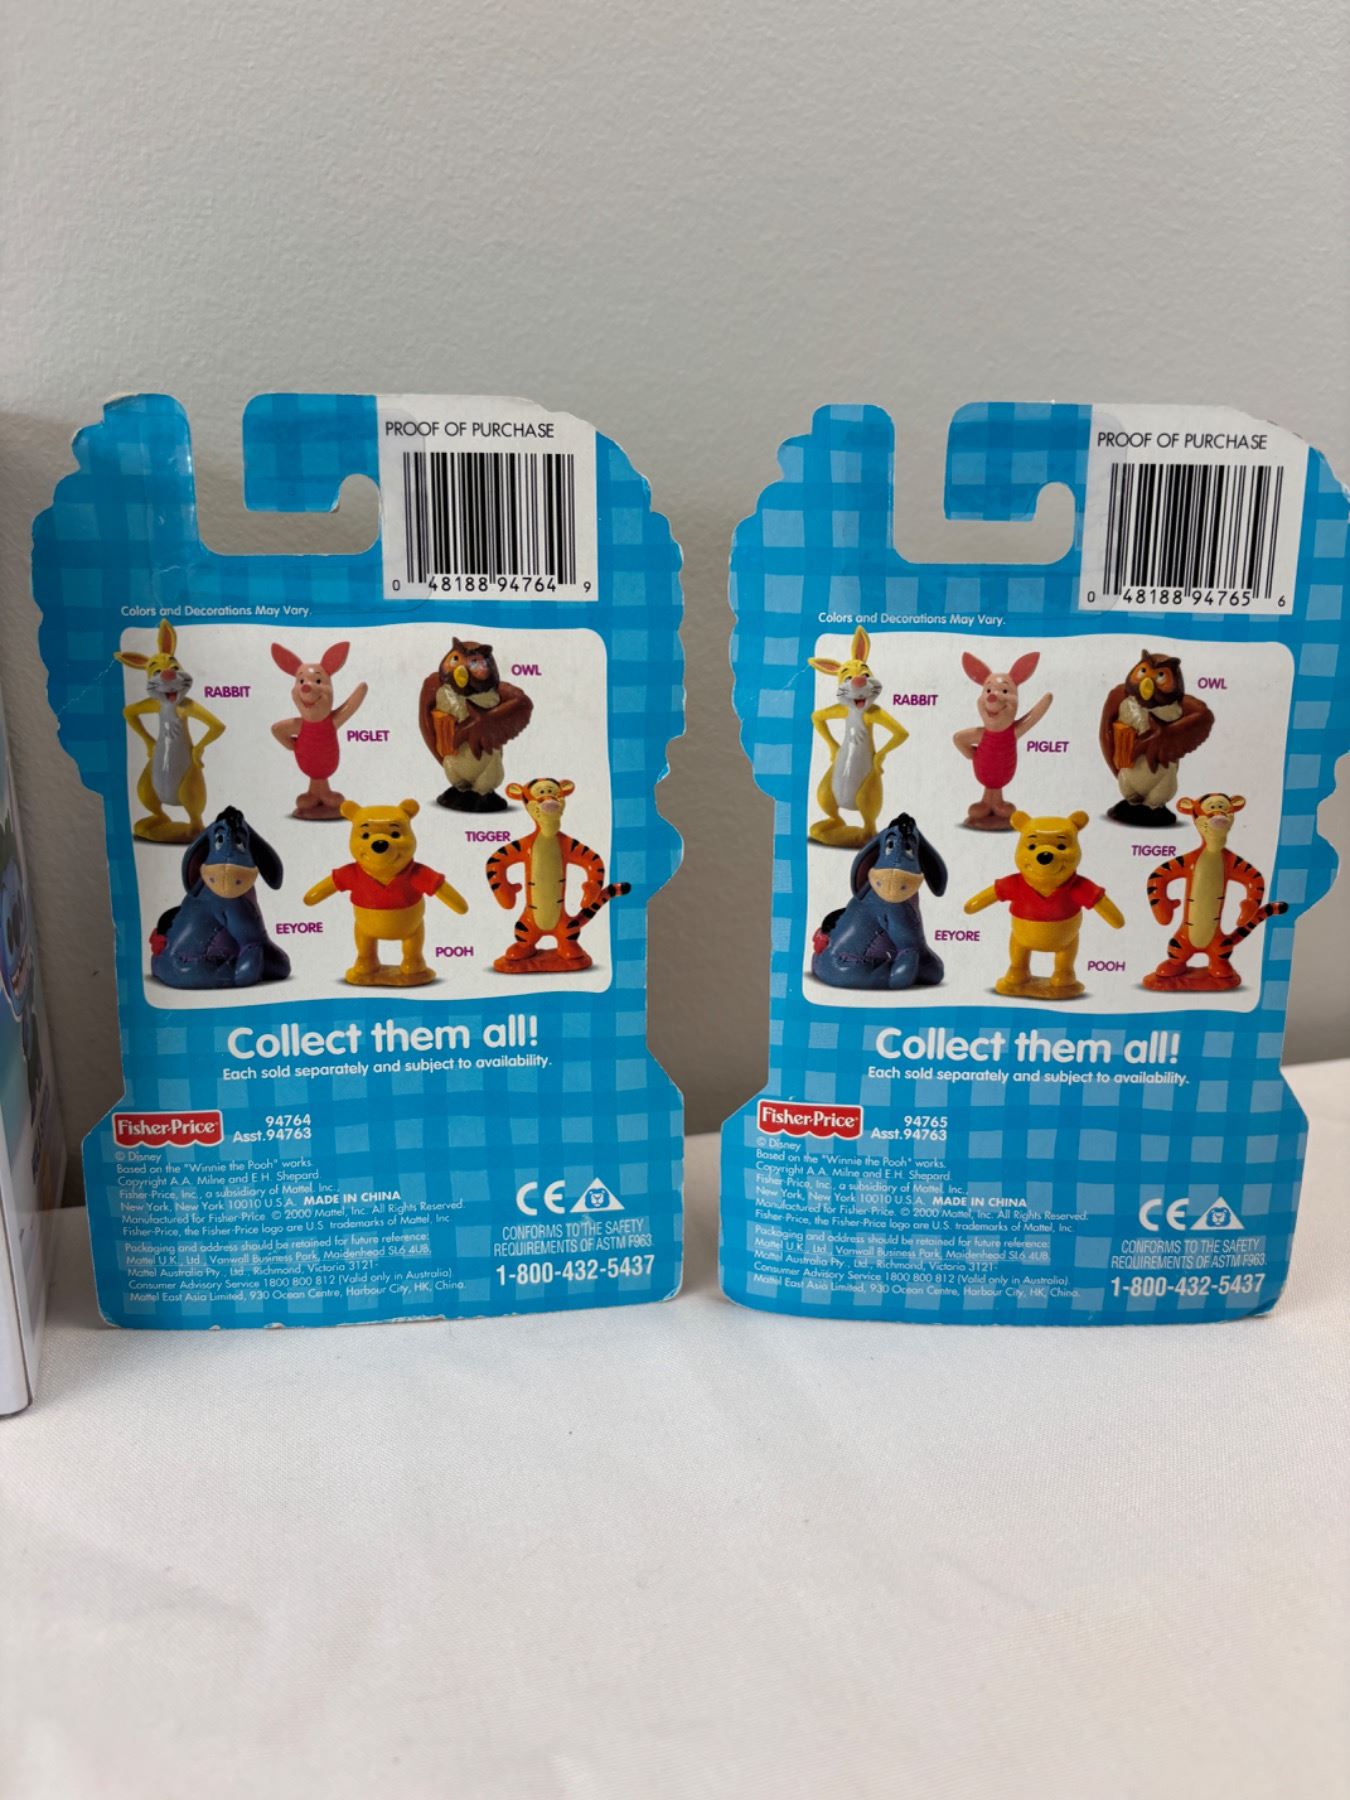 PROOF OF PURCHASE
0 48188 94764 9
Colors and Decorations May Vary.
RABBIT
PIGLET
OWL
TIGGER
EEYORE
POOH
Collect them all!
Each sold separately and subject to availability.
Fisher-Price
94764
Asst.94763
© Disney
Based on the "Winnie the Pooh" works.
Copyright A.A. Milne and E.H. Shepard.
Fisher-Price, Inc., a subsidiary of Mattel, Inc.,
New York, New York 10010 U.S.A. MADE IN CHINA
Manufactured for Fisher-Price. © 2000 Mattel, Inc. All Rights Reserved.
Fisher-Price, the Fisher-Price logo are U.S. trademarks of Mattel, Inc.
Packaging and address should be retained for future reference:
Mattel U.K., Ltd., Vanwall Business Park, Maidenhead SL6 4UB.
Mattel Australia Pty., Ltd., Richmond, Victoria 3121-
Consumer Advisory Service 1800 800 812 (Valid only in Australia).
Mattel East Asia Limited, 930 Ocean Centre, Harbour City, HK, China.
CE
CONFORMS TO THE SAFETY
REQUIREMENTS OF ASTM F963.
1-800-432-5437
PROOF OF PURCHASE
0 48188 94765 6
Colors and Decorations May Vary.
RABBIT
PIGLET
OWL
TIGGER
EEYORE
POOH
Collect them all!
Each sold separately and subject to availability.
Fisher-Price
94765
Asst.94763
© Disney
Based on the "Winnie the Pooh" works.
Copyright A.A. Milne and E.H. Shepard.
Fisher-Price, Inc., a subsidiary of Mattel, Inc.,
New York, New York 10010 U.S.A. MADE IN CHINA
Manufactured for Fisher-Price. © 2000 Mattel, Inc. All Rights Reserved.
Fisher-Price, the Fisher-Price logo are U.S. trademarks of Mattel, Inc.
Packaging and address should be retained for future reference:
Mattel U.K., Ltd., Vanwall Business Park, Maidenhead SL6 4UB.
Mattel Australia Pty., Ltd., Richmond, Victoria 3121-
Consumer Advisory Service 1800 800 812 (Valid only in Australia).
Mattel East Asia Limited, 930 Ocean Centre, Harbour City, HK, China.
CE
CONFORMS TO THE SAFETY
REQUIREMENTS OF ASTM F963.
1-800-432-5437